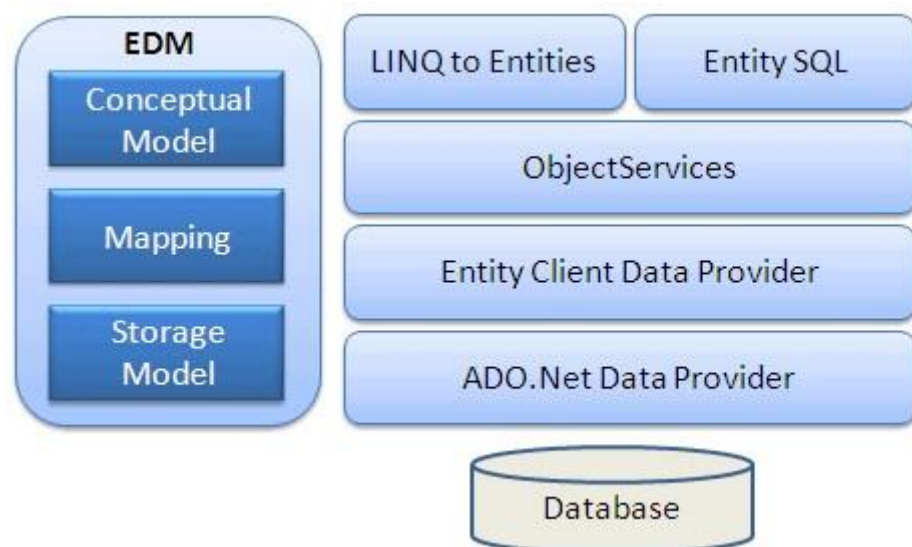 EDM
Conceptual
Model
Mapping
Storage
Model
LINQ to Entities
Entity SQL
ObjectServices
Entity Client Data Provider
ADO.Net Data Provider
Database